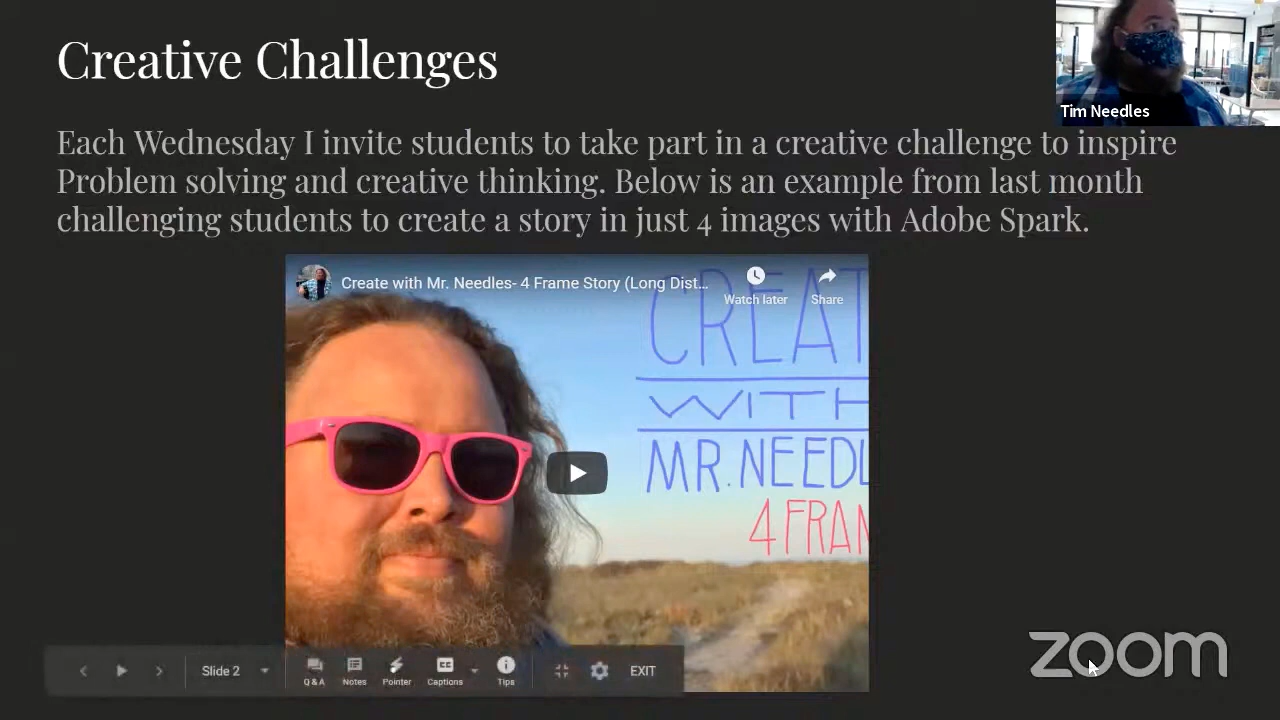 Creative Challenges
Tim Needles
Each Wednesday I invite students to take part in a creative challenge to inspire
Problem solving and creative thinking. Below is an example from last month
challenging students to create a story in just 4 images with Adobe Spark.
Create with Mr. Needles- 4 Frame Story (Long Dist...
Watch later
Share
CREAT
WITH
MR. NEEDL
4 FRAM
Slide 2
Q & A
Notes
Pointer
CC
Captions
Tips
EXIT
zoom